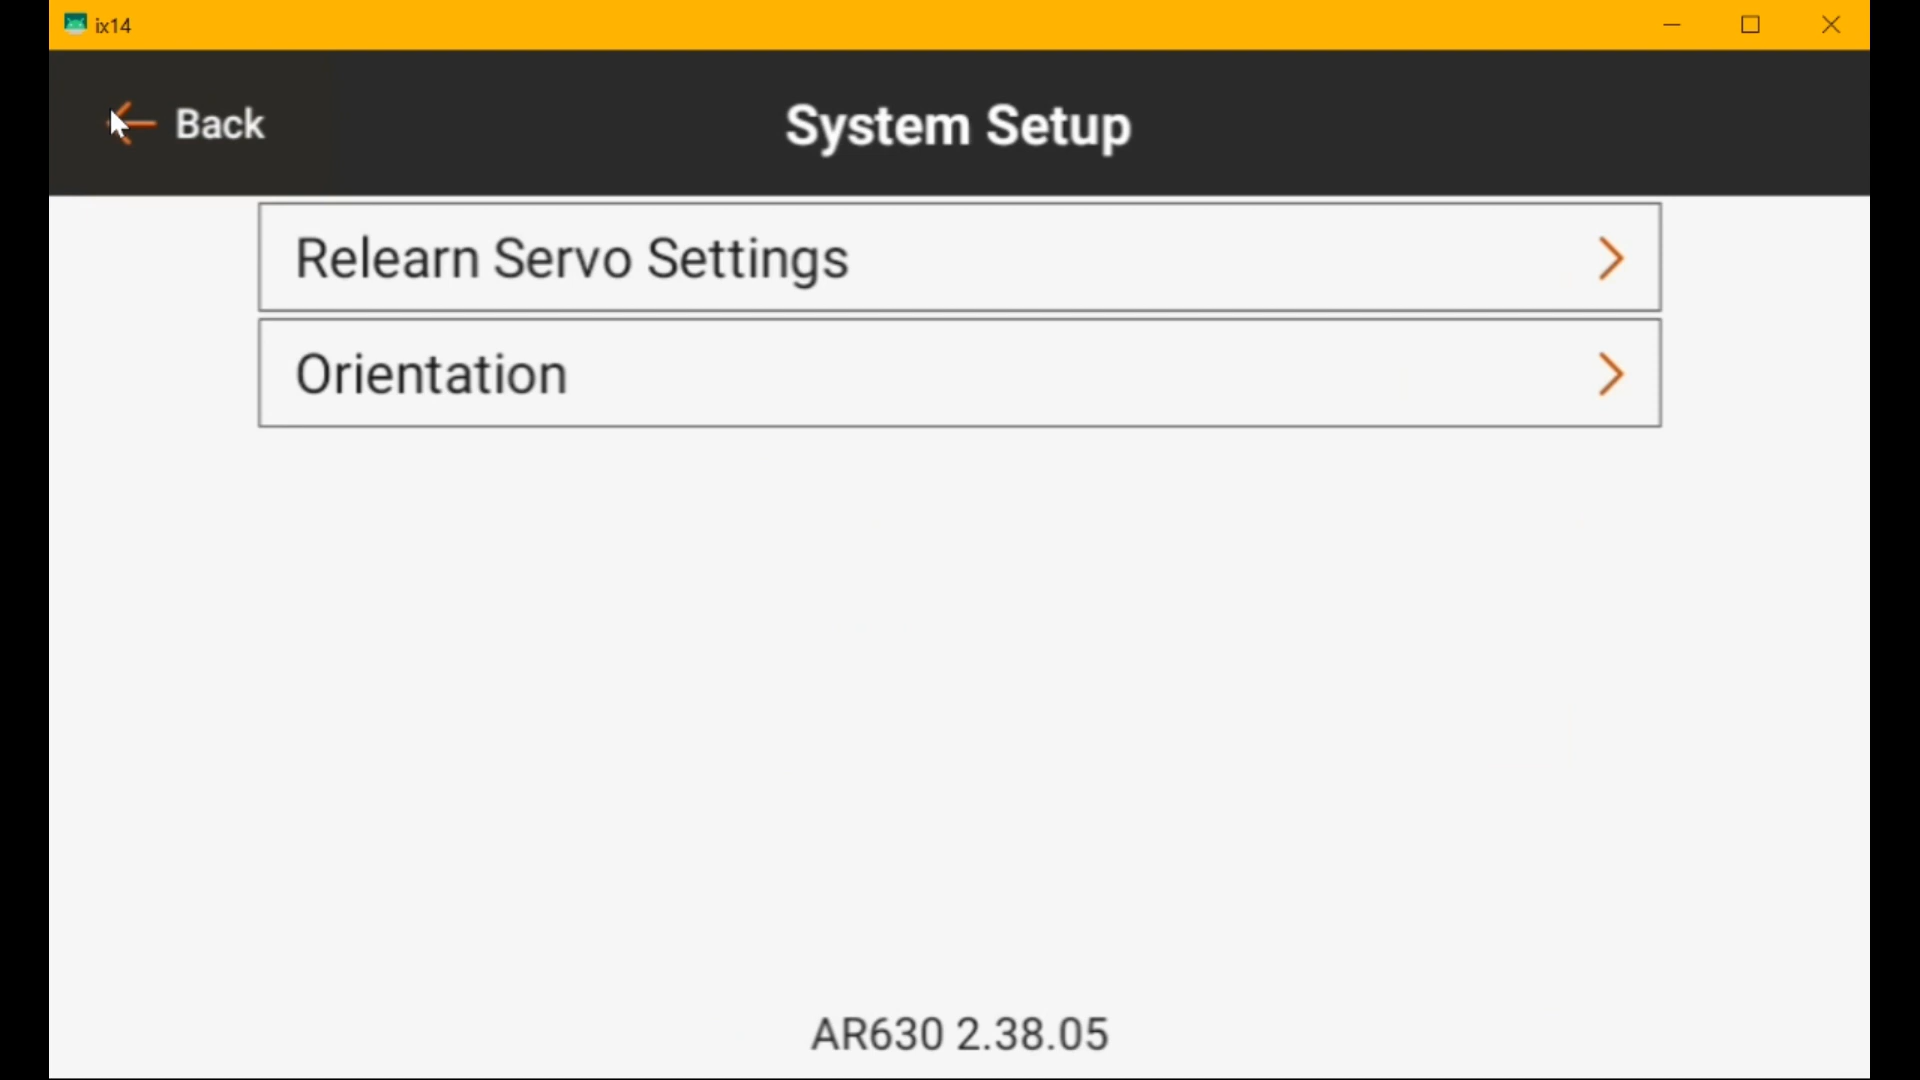 ix14
Back
System Setup
Relearn Servo Settings
Orientation
AR630 2.38.05